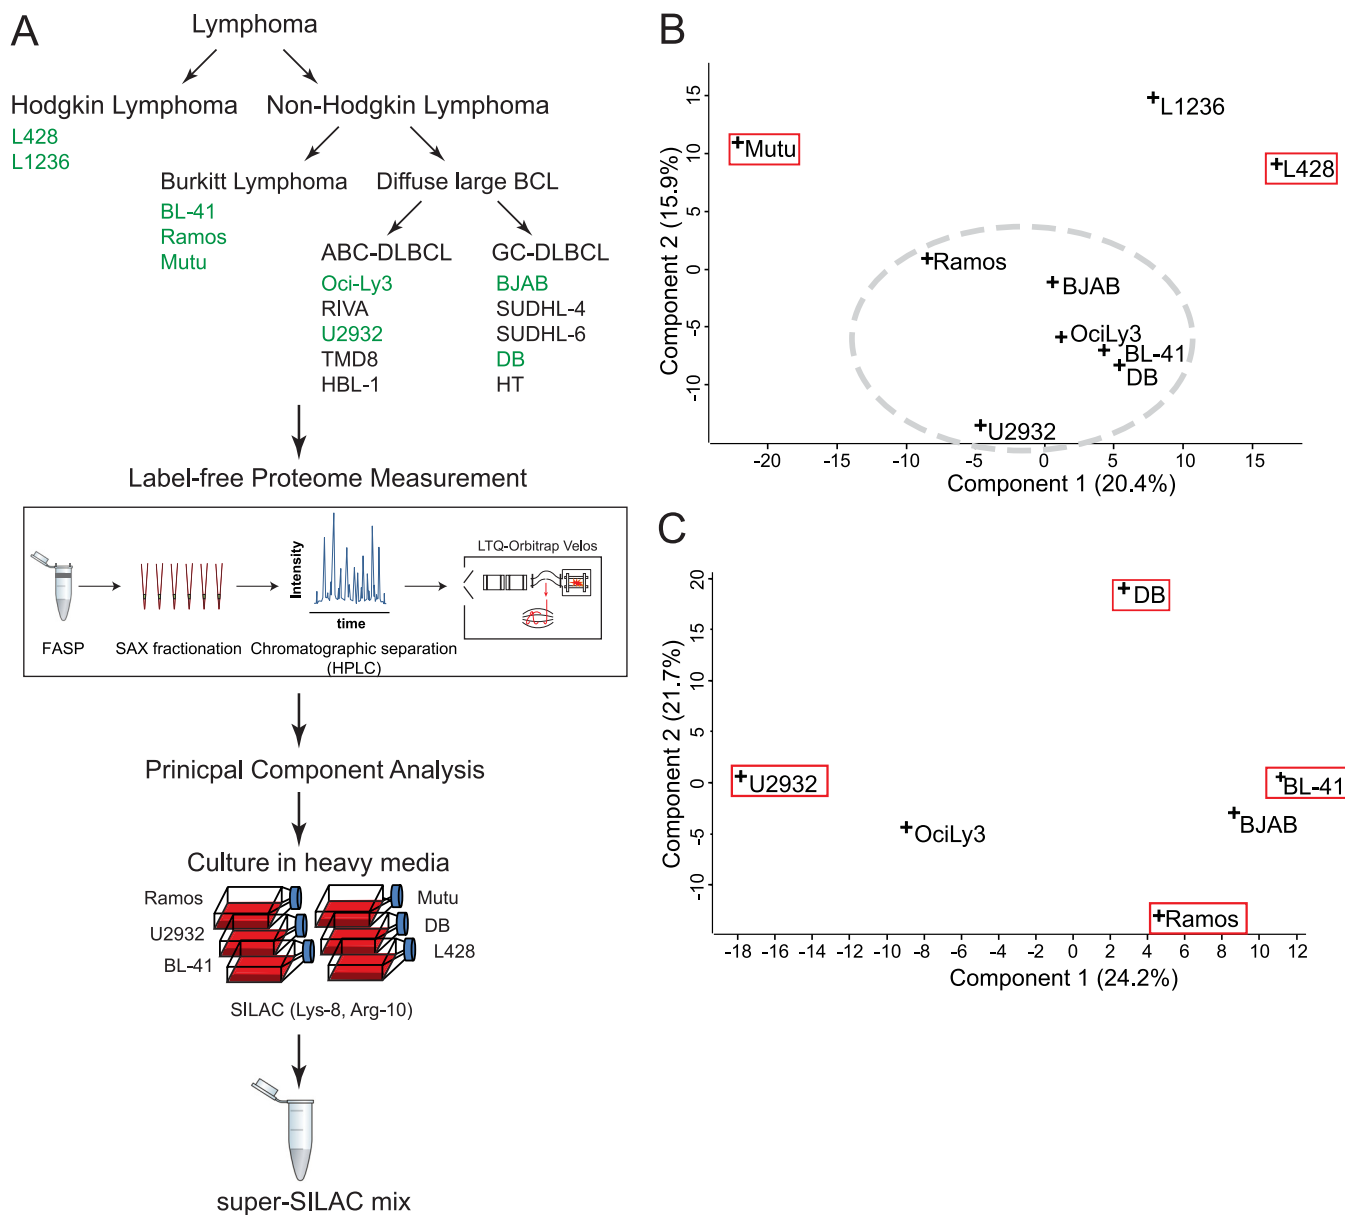 A
Lymphoma
Hodgkin Lymphoma
Non-Hodgkin Lymphoma
L428
L1236
Burkitt Lymphoma
Diffuse large BCL
BL-41
Ramos
Mutu
ABC-DLBCL
GC-DLBCL
Oci-Ly3
BJAB
RIVA
SUDHL-4
U2932
SUDHL-6
TMD8
DB
HBL-1
HT
Label-free Proteome Measurement
LTQ-Orbitrap Velos
Intensity
time
FASP
SAX fractionation
Chromatographic separation
(HPLC)
Prinicpal Component Analysis
Culture in heavy media
Ramos
Mutu
U2932
DB
BL-41
L428
SILAC (Lys-8, Arg-10)
super-SILAC mix
B
Component 2 (15.9%)
15
10
5
0
-5
-10
L1236
Mutu
L428
Ramos
BJAB
OciLy3
BL-41
DB
U2932
-20
-15
-10
-5
0
5
10
15
Component 1 (20.4%)
C
Component 2 (21.7%)
20
15
10
5
0
-5
-10
DB
U2932
BL-41
OciLy3
BJAB
Ramos
-18
-16
-14
-12
-10
-8
-6
-4
-2
0
2
4
6
8
10
12
Component 1 (24.2%)